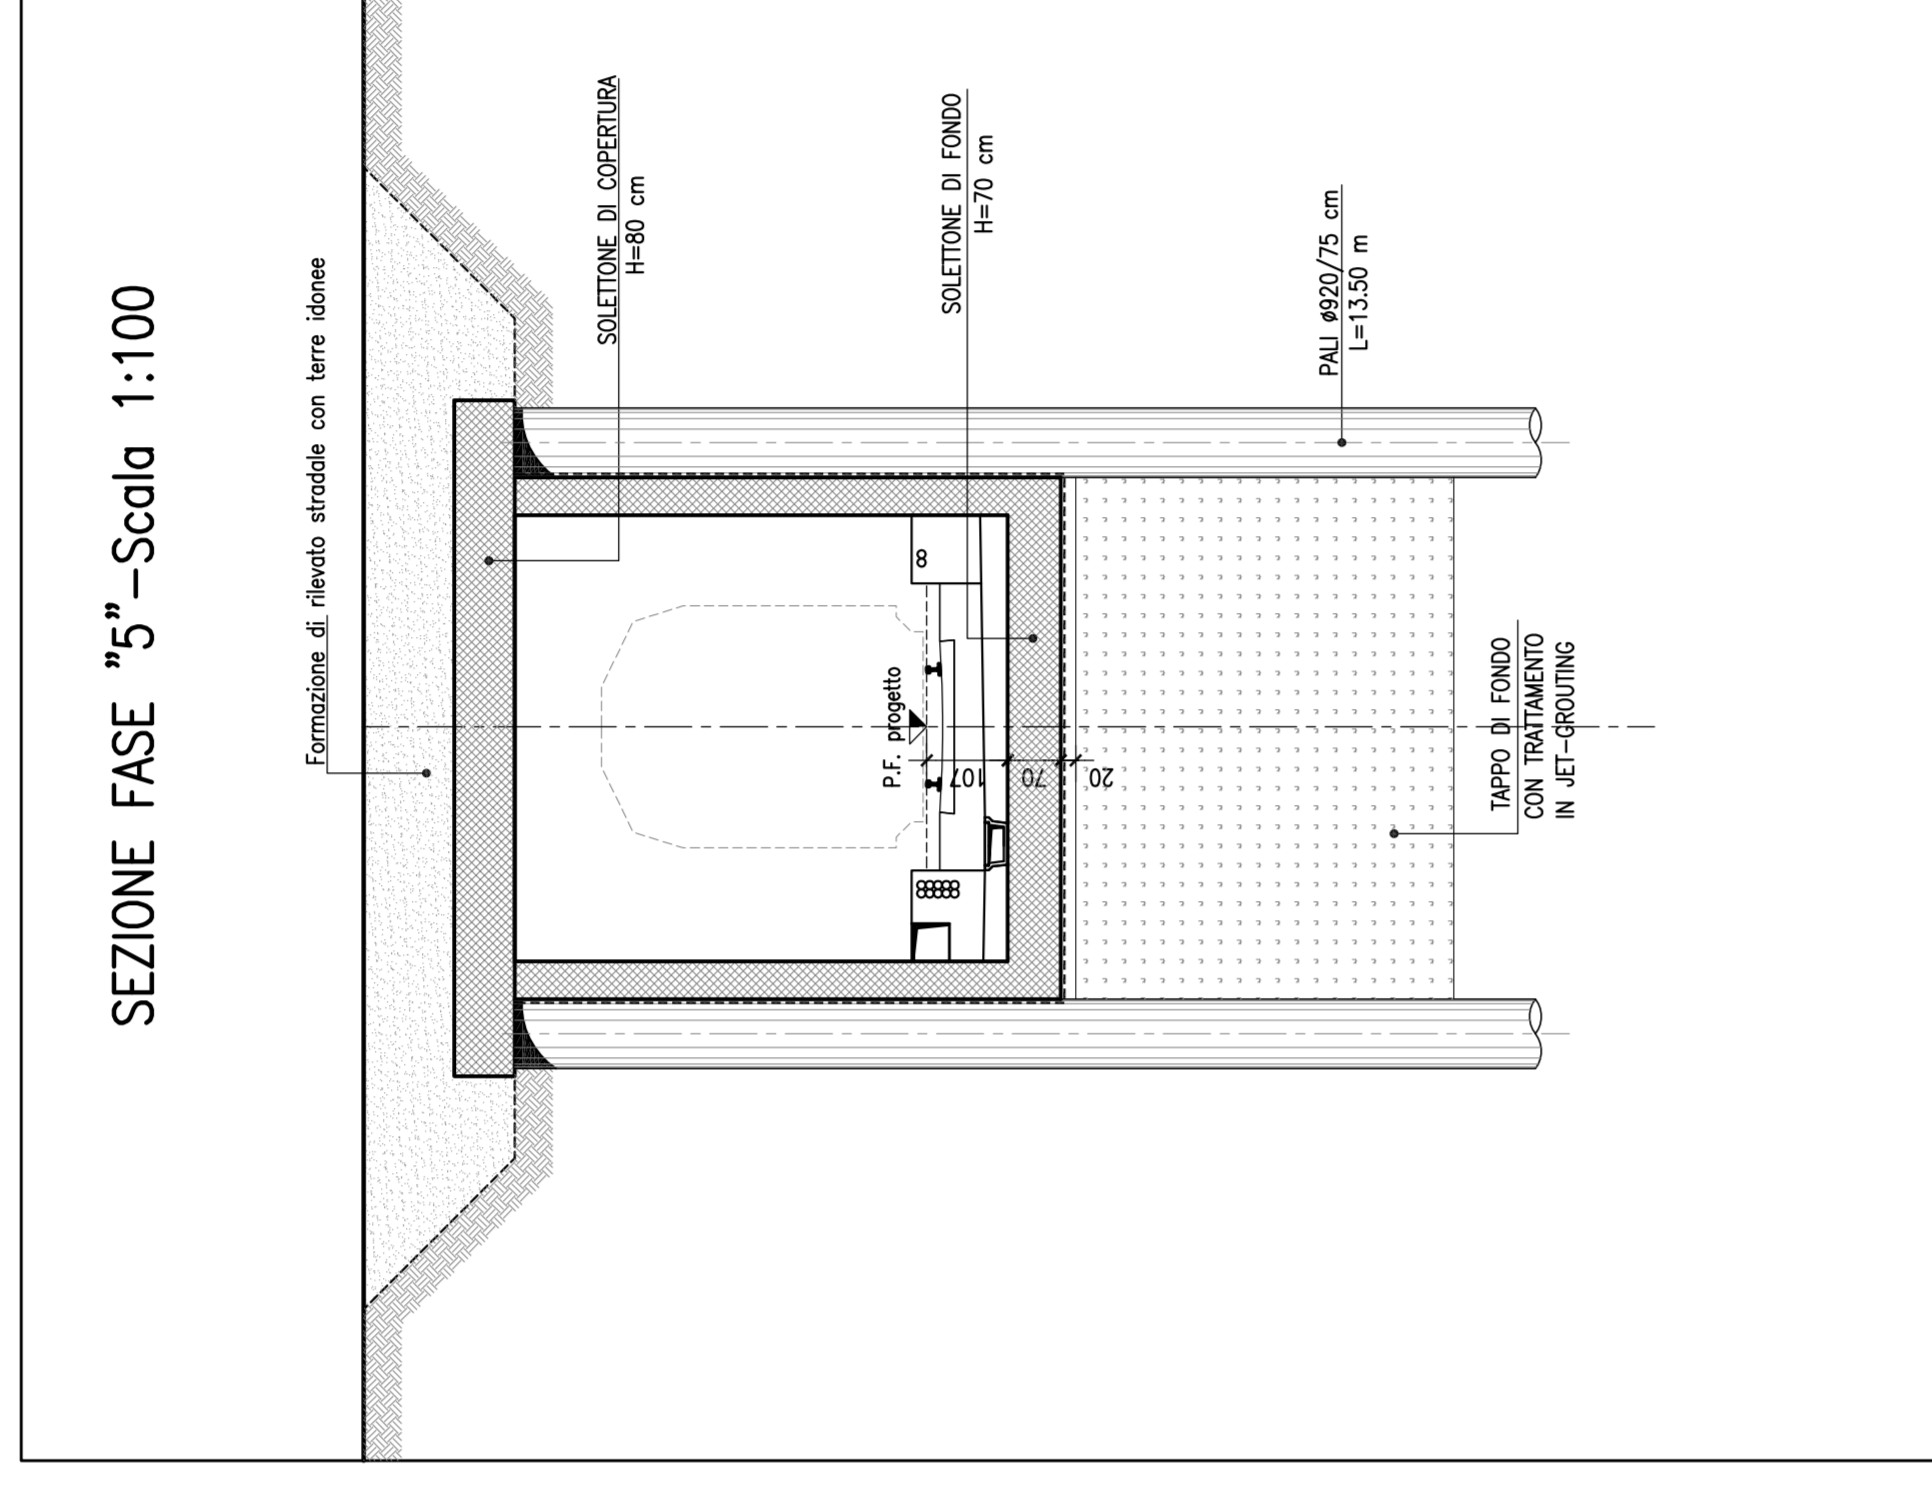 SEZIONE FASE "5"-Scala 1:100
Formazione di rilevato stradale con terre idonee
SOLETTONE DI COPERTURA
H=80 cm
P.F. progetto
SOLETTONE DI FONDO
H=70 cm
107
70
20
PALI ø920/75 cm
L=13.50 m
TAPPO DI FONDO
CON TRATTAMENTO
IN JET-GROUTING